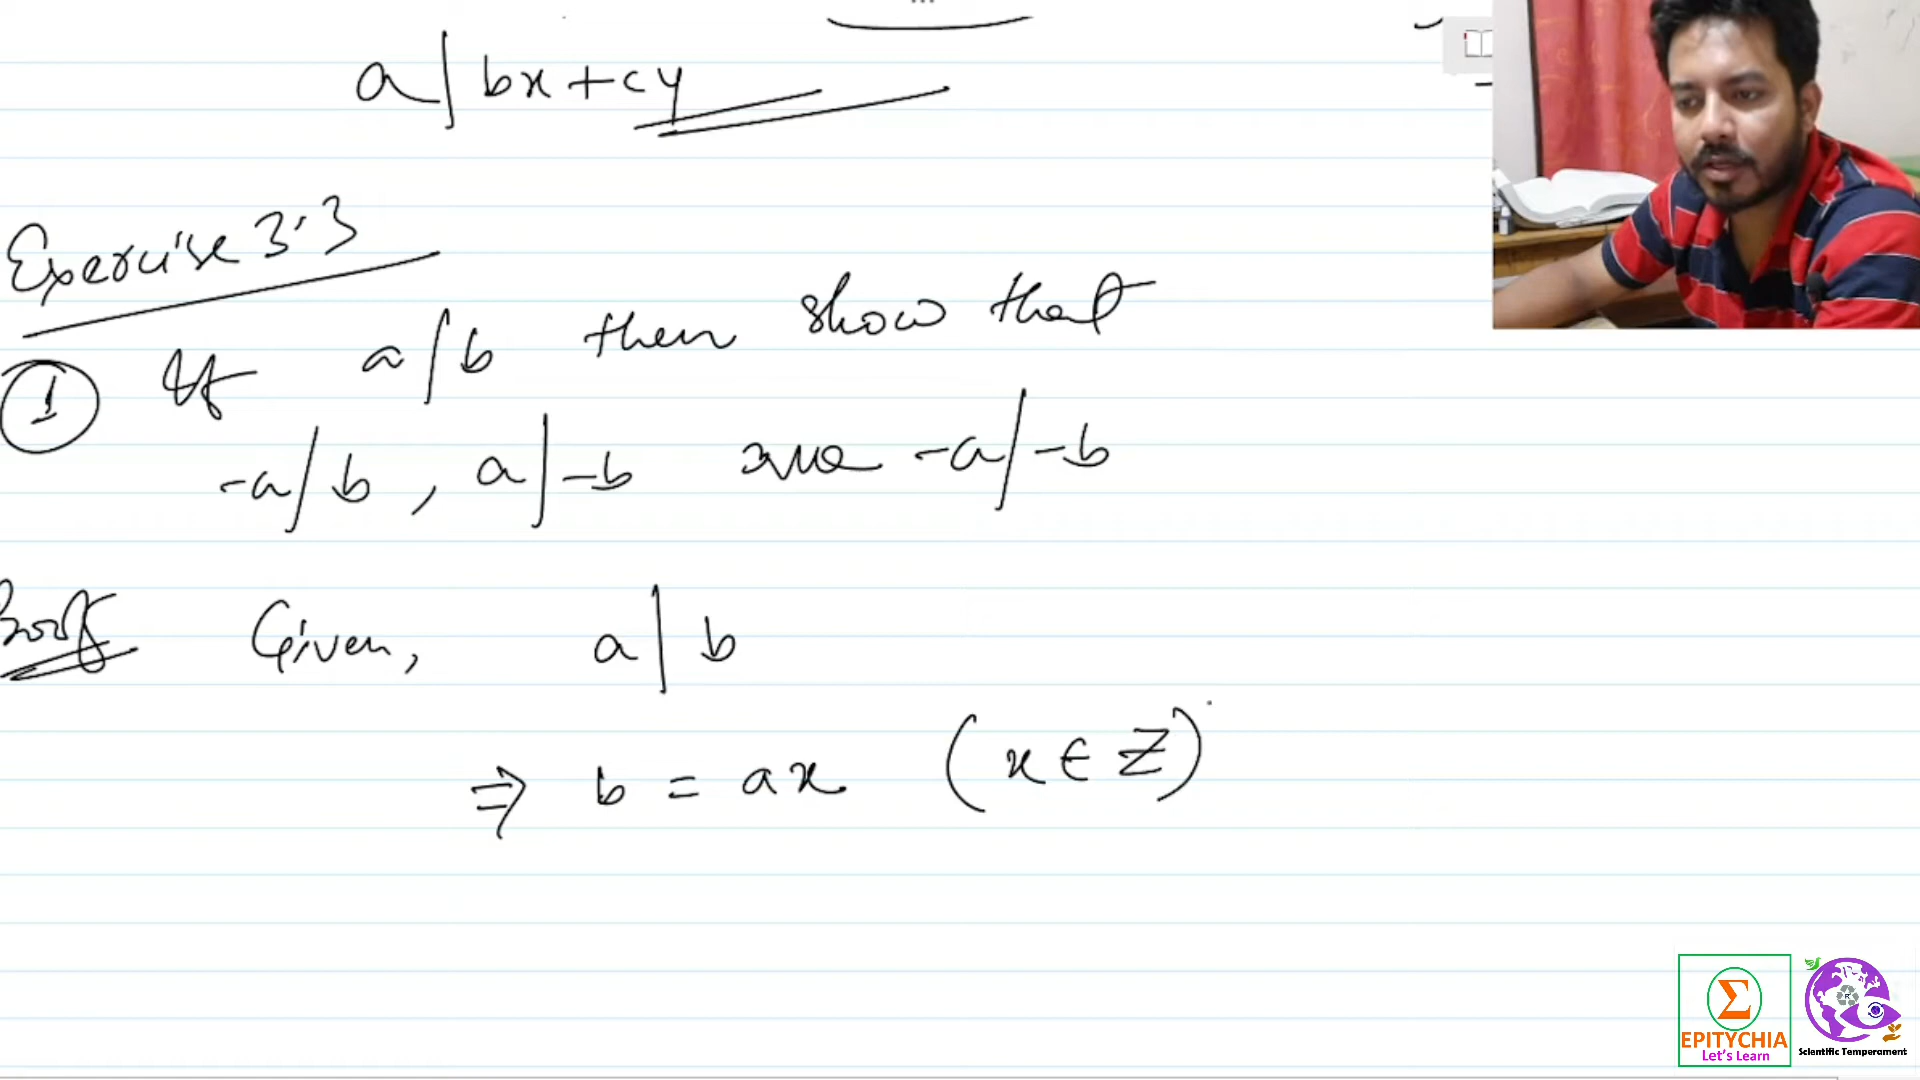 a | bx + cy
Exercise 3.3
① If a | b then show that
-a | b , a | -b and -a | -b
Proof Given, a | b
⇒ b = ax (x ∈ Z)
Σ
EPITYCHIA
Let's Learn
Scientific Temperament